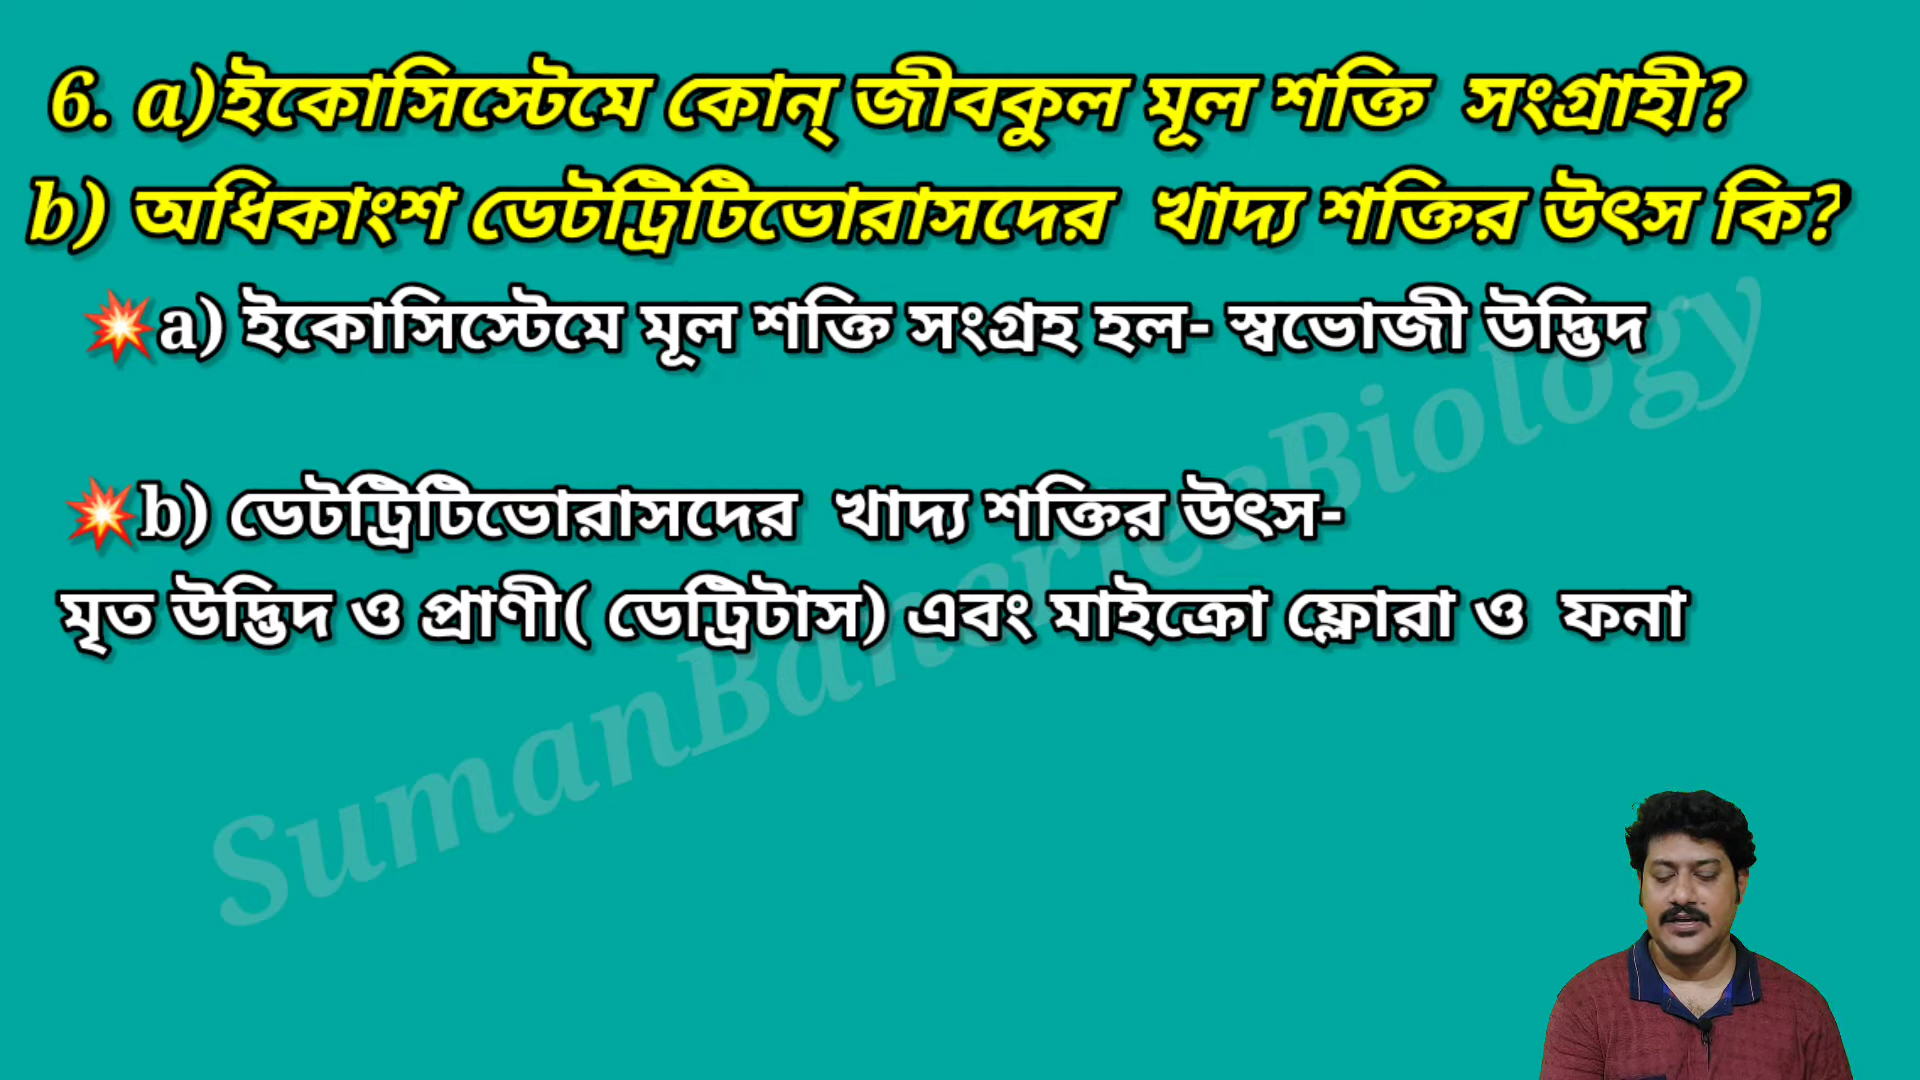 6. a)ইকোসিস্টেমে কোন্ জীবকুল মূল শক্তি সংগ্রাহী?
b) অধিকাংশ ডেটট্রিটিভোরাসদের খাদ্য শক্তির উৎস কি?
💥a) ইকোসিস্টেমে মূল শক্তি সংগ্রহ হল- স্বভোজী উদ্ভিদ
💥b) ডেটট্রিটিভোরাসদের খাদ্য শক্তির উৎস-
মৃত উদ্ভিদ ও প্রাণী( ডেট্রিটাস) এবং মাইক্রো ফ্লোরা ও ফনা
SumanBanerjeeBiology